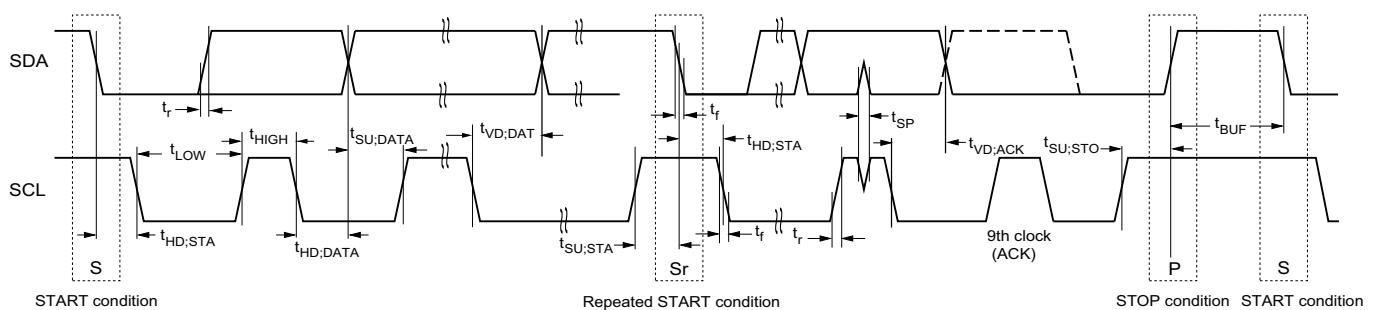 SDA
t_r
t_f
t_SP
t_BUF
t_LOW
t_HIGH
t_SU;DATA
t_VD;DAT
t_HD;STA
t_VD;ACK
t_SU;STO
SCL
t_HD;STA
t_HD;DATA
t_SU;STA
t_f
t_r
9th clock
(ACK)
S
Sr
P
S
START condition
Repeated START condition
STOP condition
START condition